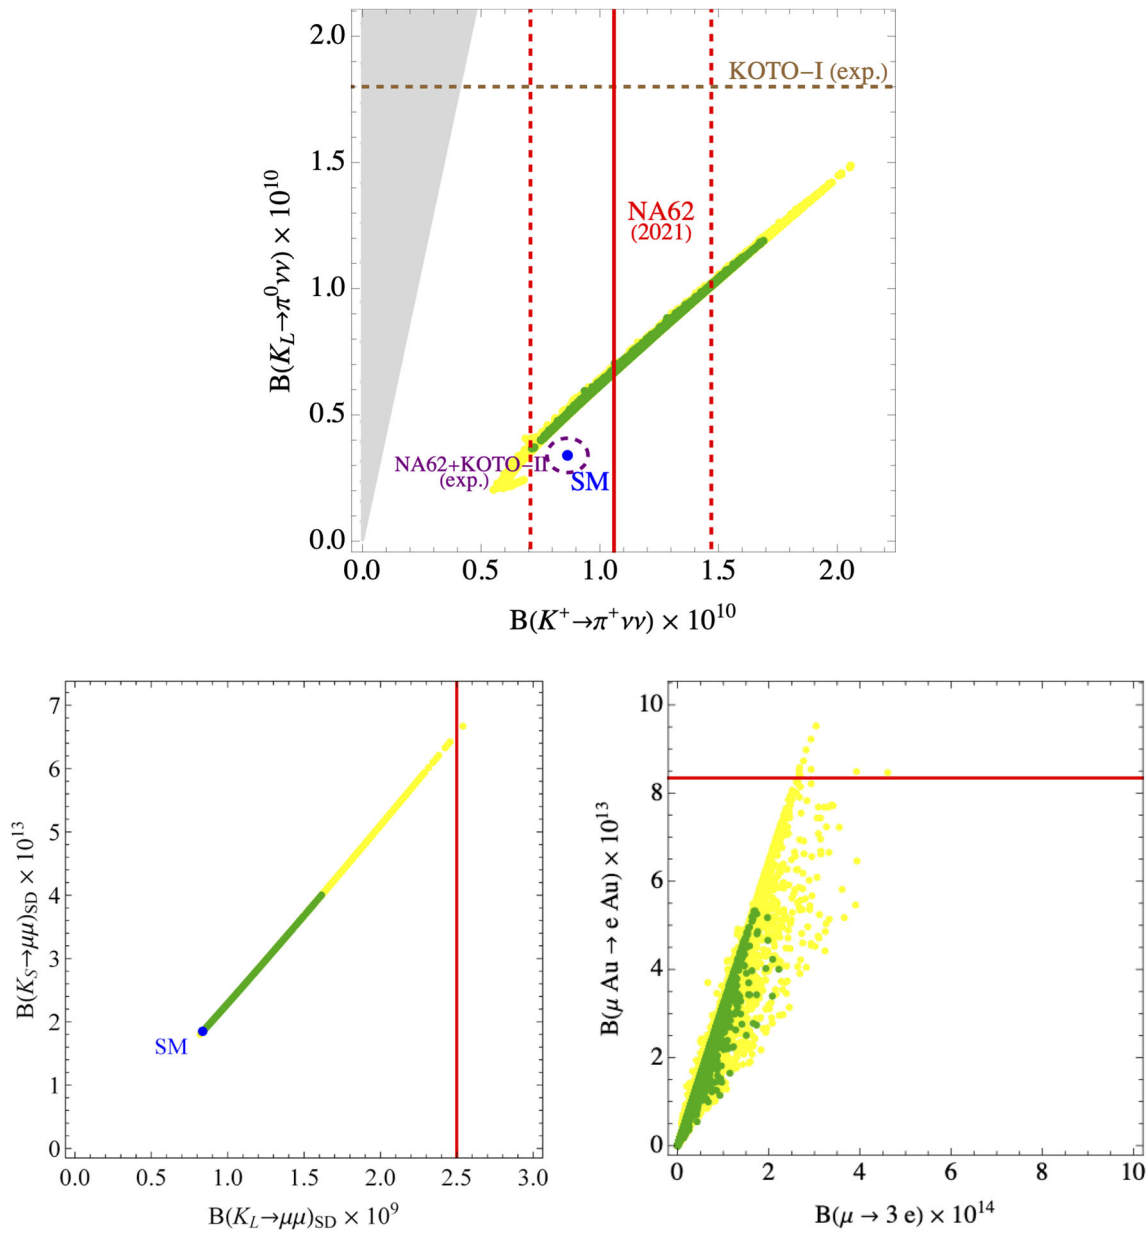 2.0
1.5
1.0
0.5
0.0
B(K_L→π^0νν) × 10^10
KOTO−I (exp.)
NA62
(2021)
NA62+KOTO−II
(exp.)
SM
0.0 0.5 1.0 1.5 2.0
B(K^+→π^+νν) × 10^10
7
6
5
4
3
2
1
0
B(K_S→μμ)_SD × 10^13
SM
0.0 0.5 1.0 1.5 2.0 2.5 3.0
B(K_L→μμ)_SD × 10^9
10
8
6
4
2
0
B(μ Au → e Au) × 10^13
0 2 4 6 8 10
B(μ → 3 e) × 10^14